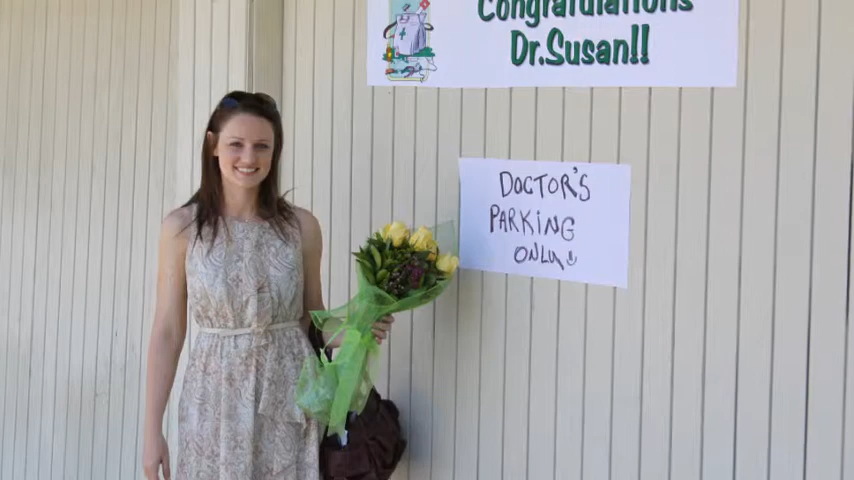 Congratulations
Dr.Susan!!
DOCTOR'S
PARKING
ONLY!!